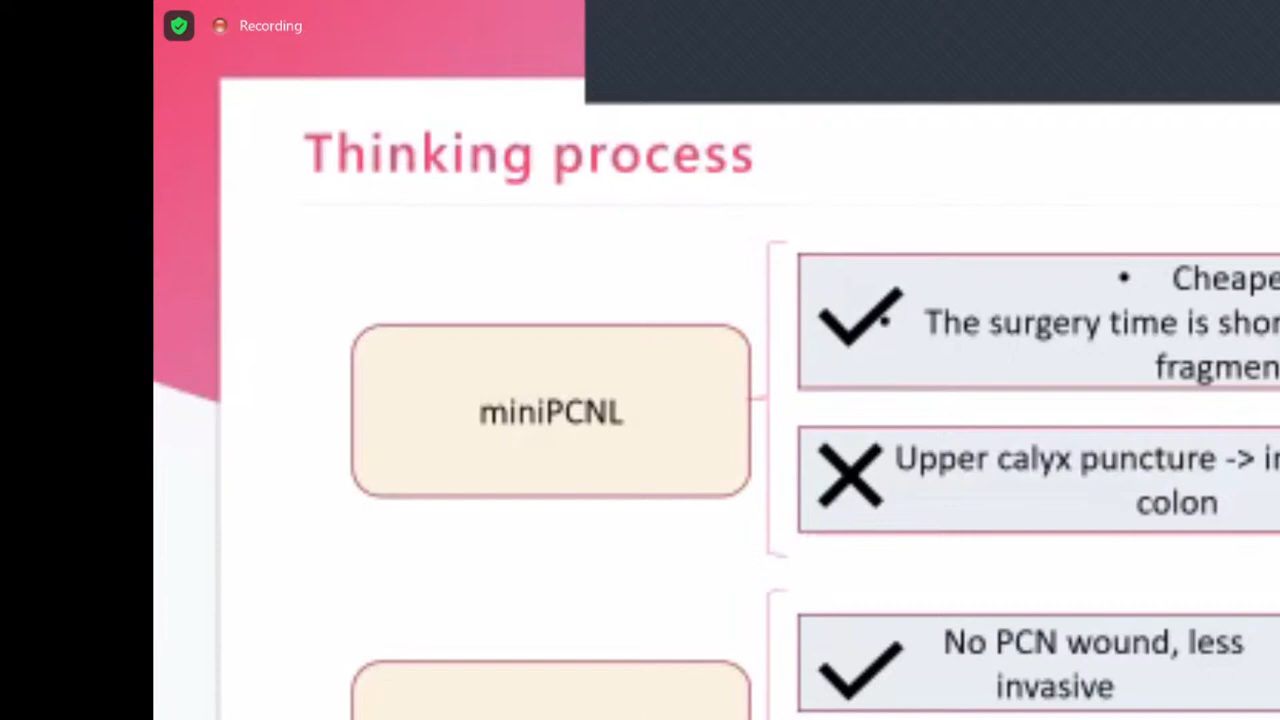 Recording
Thinking process
• Cheape
• The surgery time is shor
fragmen
miniPCNL
Upper calyx puncture -> in
colon
No PCN wound, less
invasive